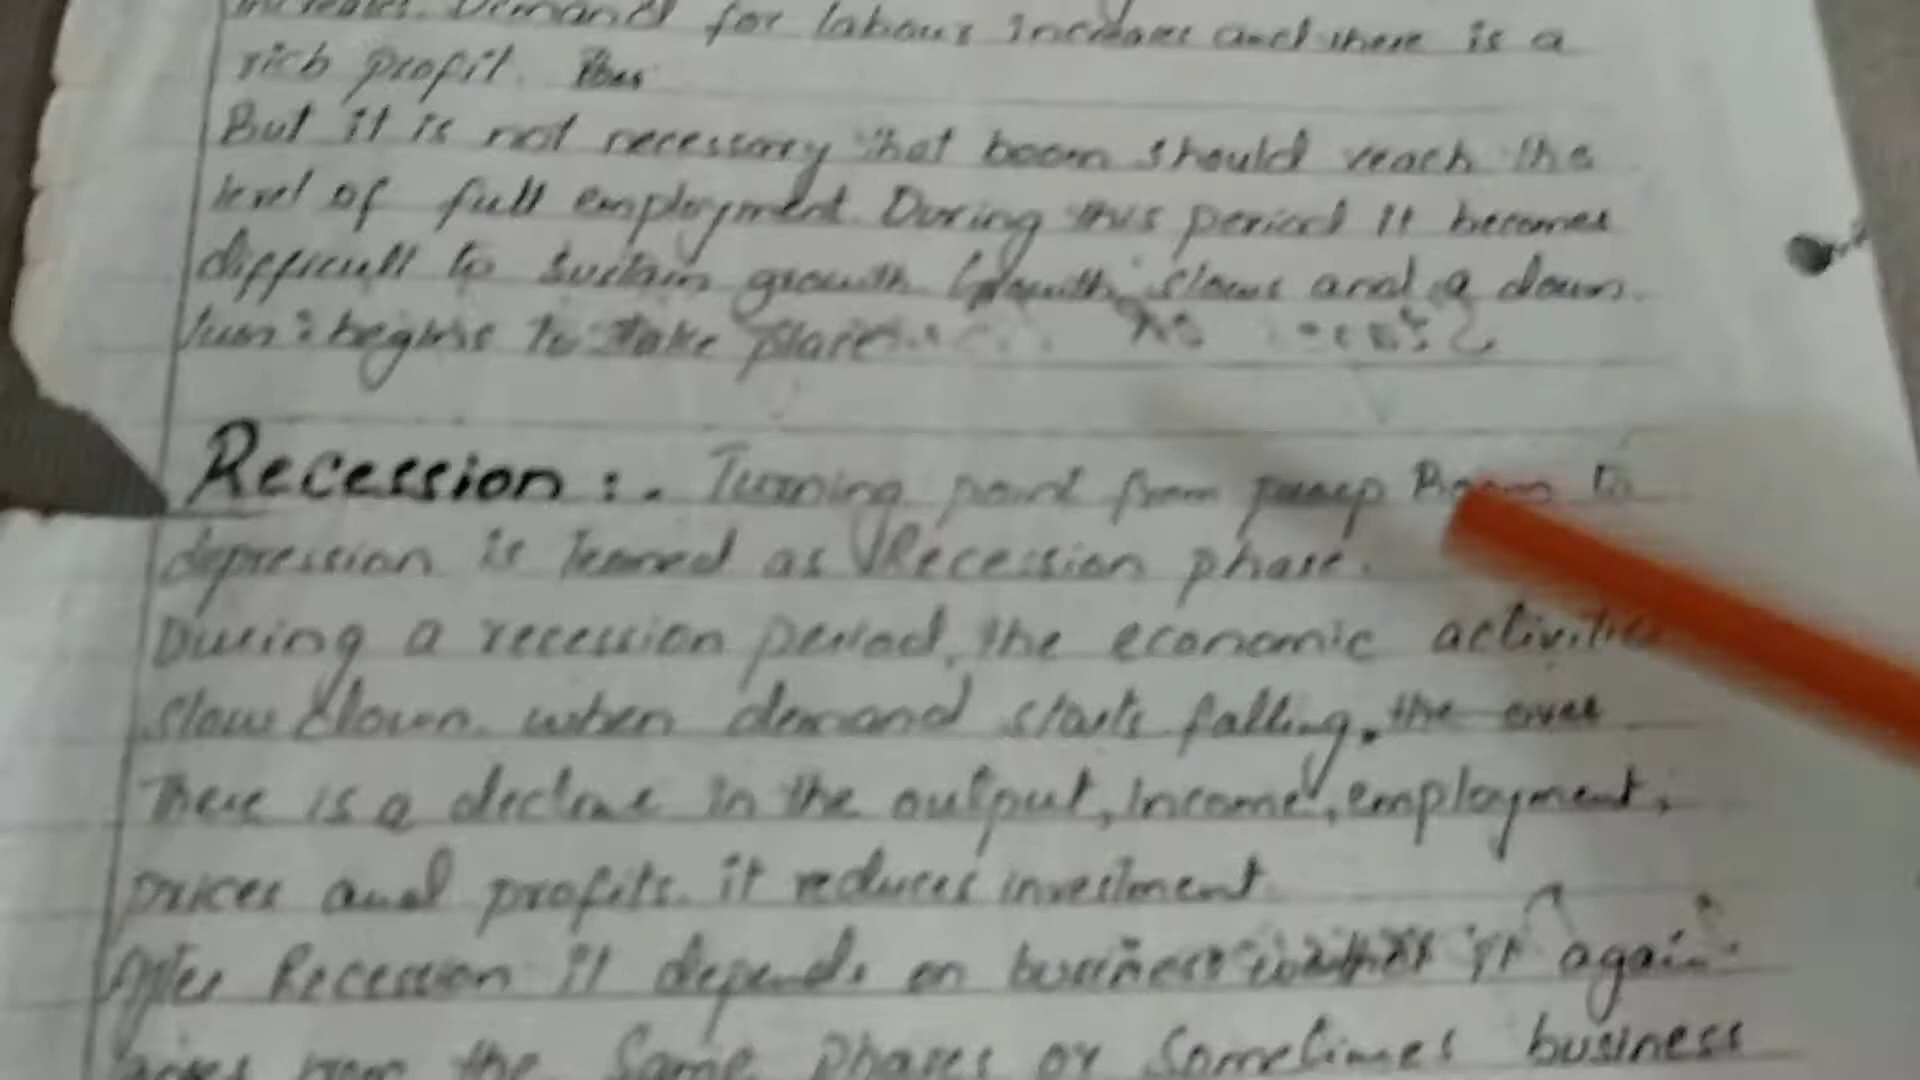 Demand for labour increases and there is a
rich profit.
But it is not necessary that boom should reach the
level of full employment. During this period it becomes
difficult to sustain growth. Growth slows and a down
turn begins to take place.
Recession :- Turning point from Boom to
depression is termed as Recession phase.
During a recession period, the economic activities
slow down. when demand starts falling, the over
There is a decline in the output, income, employment,
prices and profits. it reduces investment
After Recession it depends on business it again
from the same phases or sometimes business